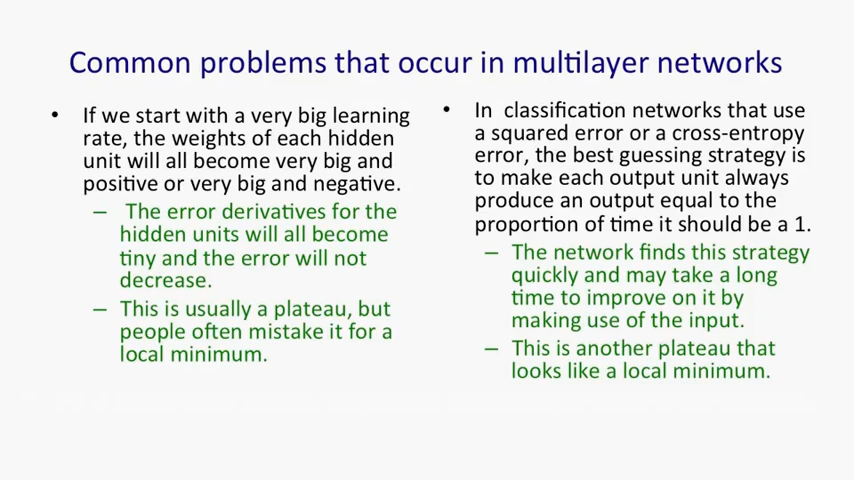 Common problems that occur in multilayer networks
• If we start with a very big learning
rate, the weights of each hidden
unit will all become very big and
positive or very big and negative.
– The error derivatives for the
hidden units will all become
tiny and the error will not
decrease.
– This is usually a plateau, but
people often mistake it for a
local minimum.
• In classification networks that use
a squared error or a cross-entropy
error, the best guessing strategy is
to make each output unit always
produce an output equal to the
proportion of time it should be a 1.
– The network finds this strategy
quickly and may take a long
time to improve on it by
making use of the input.
– This is another plateau that
looks like a local minimum.